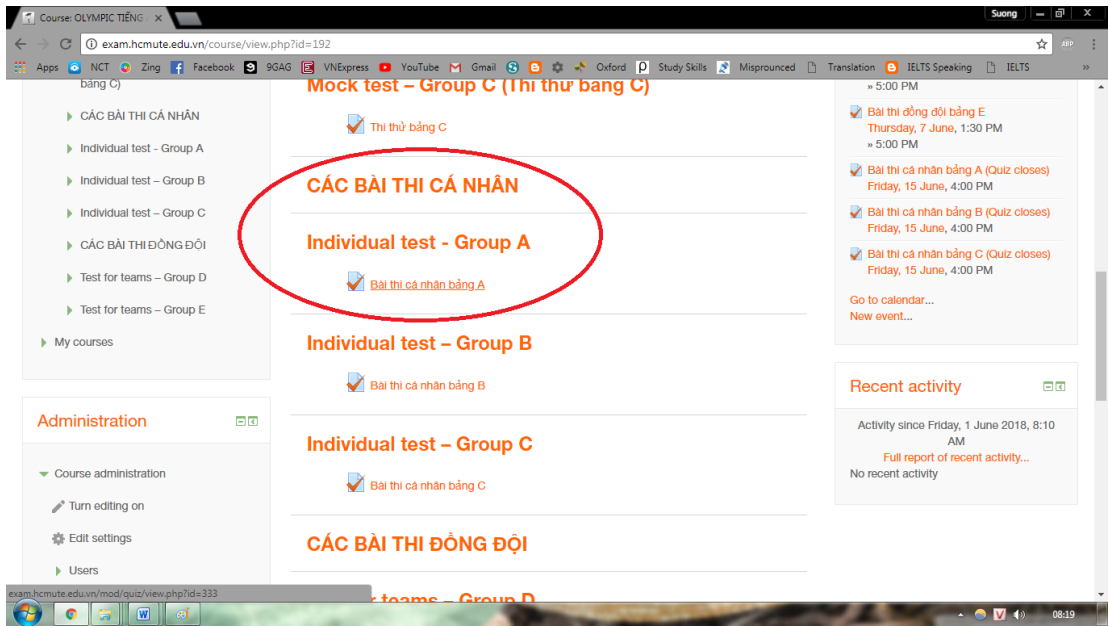 Course: OLYMPIC TIẾNG
Suong
exam.hcmute.edu.vn/course/view.php?id=192
ABP
Apps NCT Zing Facebook 9GAG VNExpress YouTube Gmail Oxford Study Skills Misprounced Translation IELTS Speaking IELTS »
bảng C)
CÁC BÀI THI CÁ NHÂN
Individual test - Group A
Individual test – Group B
Individual test – Group C
CÁC BÀI THI ĐỒNG ĐỘI
Test for teams – Group D
Test for teams – Group E
My courses
Administration
Course administration
Turn editing on
Edit settings
Users
exam.hcmute.edu.vn/mod/quiz/view.php?id=333
Mock test – Group C (Thi thử bảng C)
Thi thử bảng C
CÁC BÀI THI CÁ NHÂN
Individual test - Group A
Bài thi cá nhân bảng A
Individual test – Group B
Bài thi cá nhân bảng B
Individual test – Group C
Bài thi cá nhân bảng C
CÁC BÀI THI ĐỒNG ĐỘI
teams – Group D
» 5:00 PM
Bài thi đồng đội bảng E
Thursday, 7 June, 1:30 PM
» 5:00 PM
Bài thi cá nhân bảng A (Quiz closes)
Friday, 15 June, 4:00 PM
Bài thi cá nhân bảng B (Quiz closes)
Friday, 15 June, 4:00 PM
Bài thi cá nhân bảng C (Quiz closes)
Friday, 15 June, 4:00 PM
Go to calendar...
New event...
Recent activity
Activity since Friday, 1 June 2018, 8:10
AM
Full report of recent activity...
No recent activity
08:19